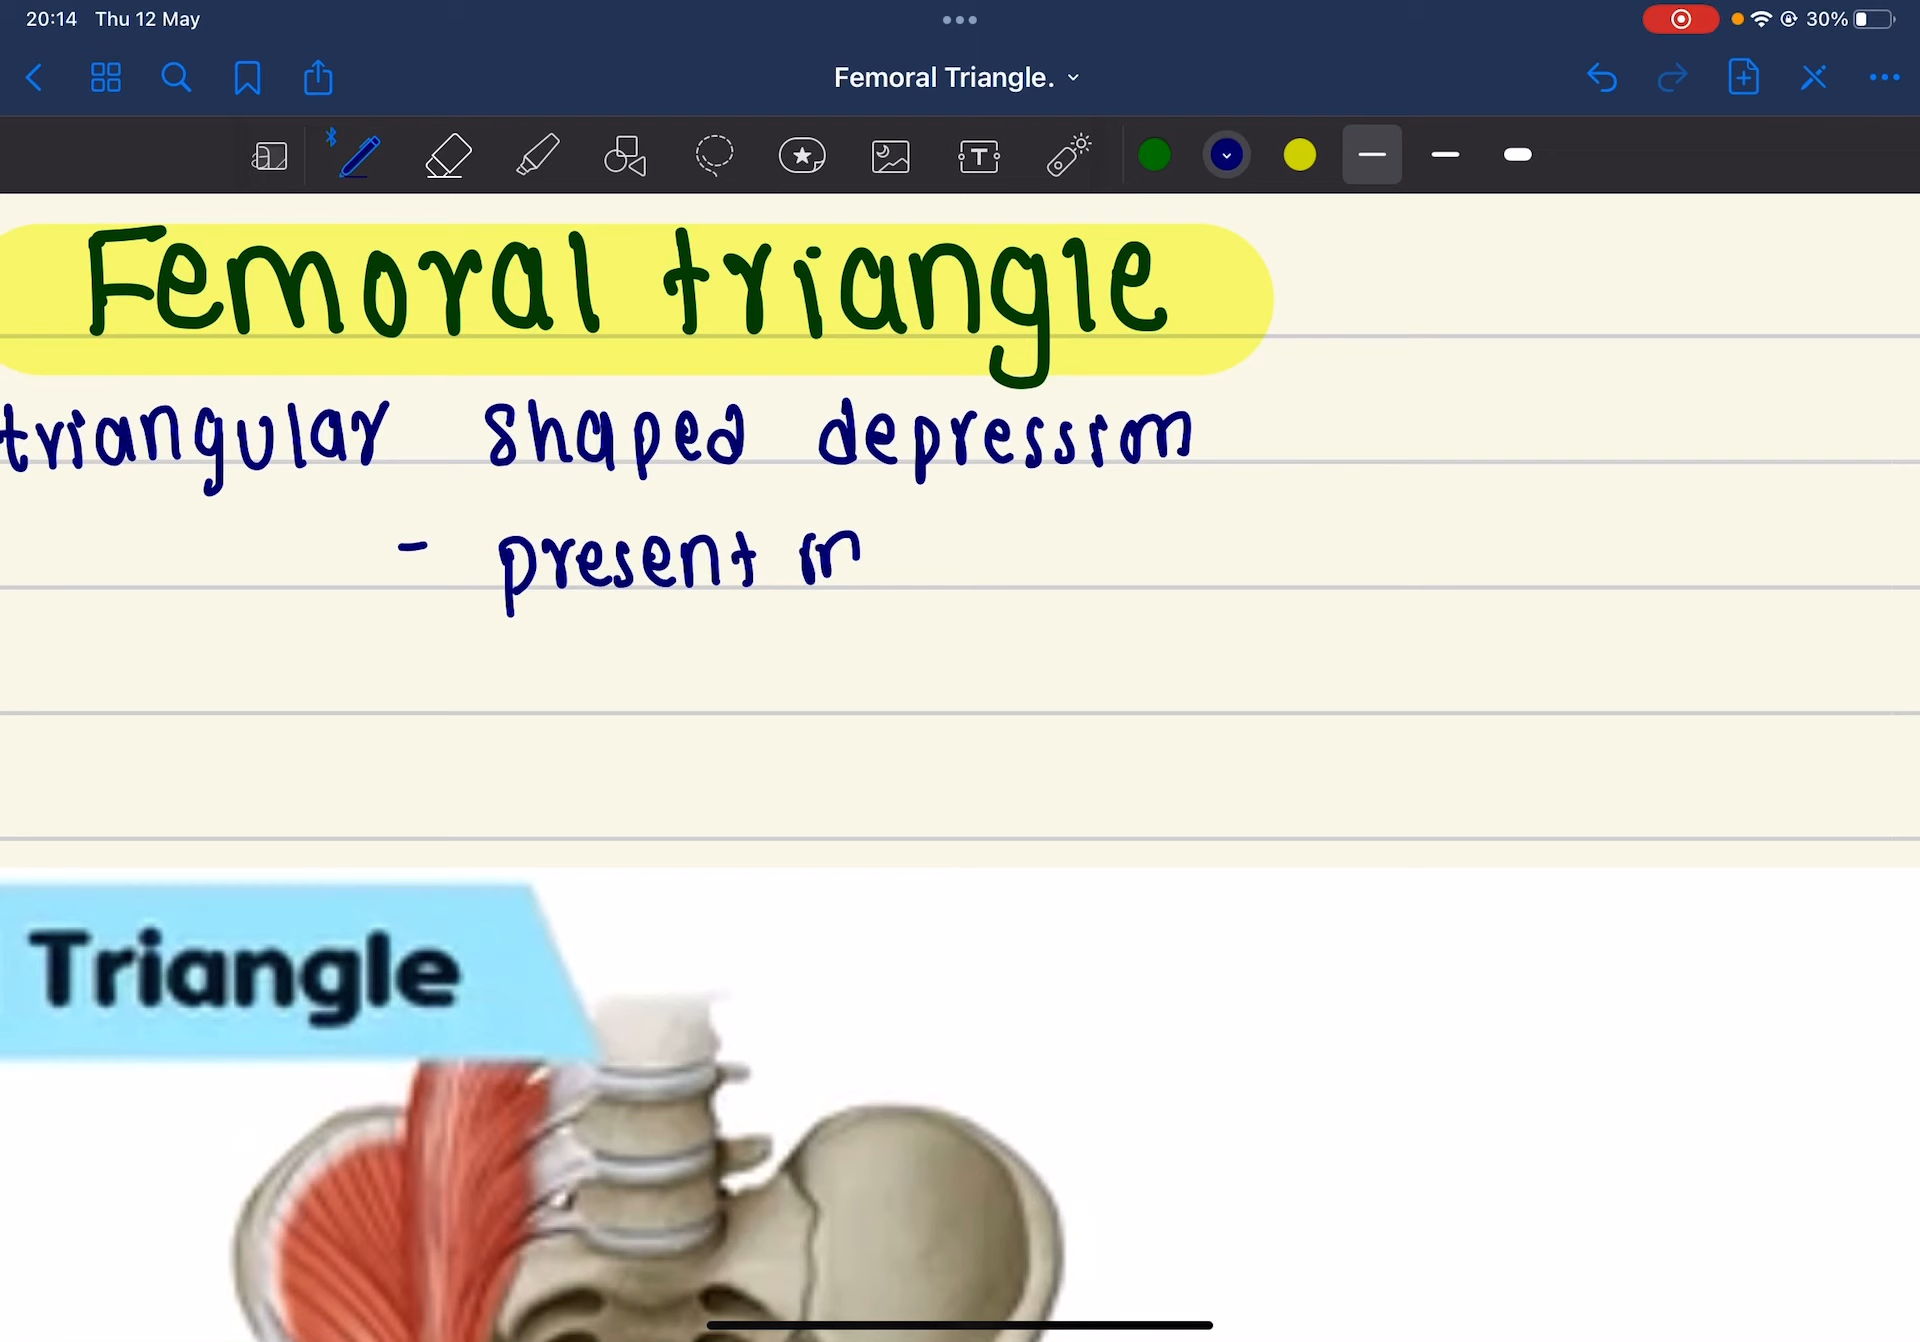 20:14 Thu 12 May
30%
Femoral Triangle.
T
Femoral triangle
triangular shaped depression
- present in
Triangle